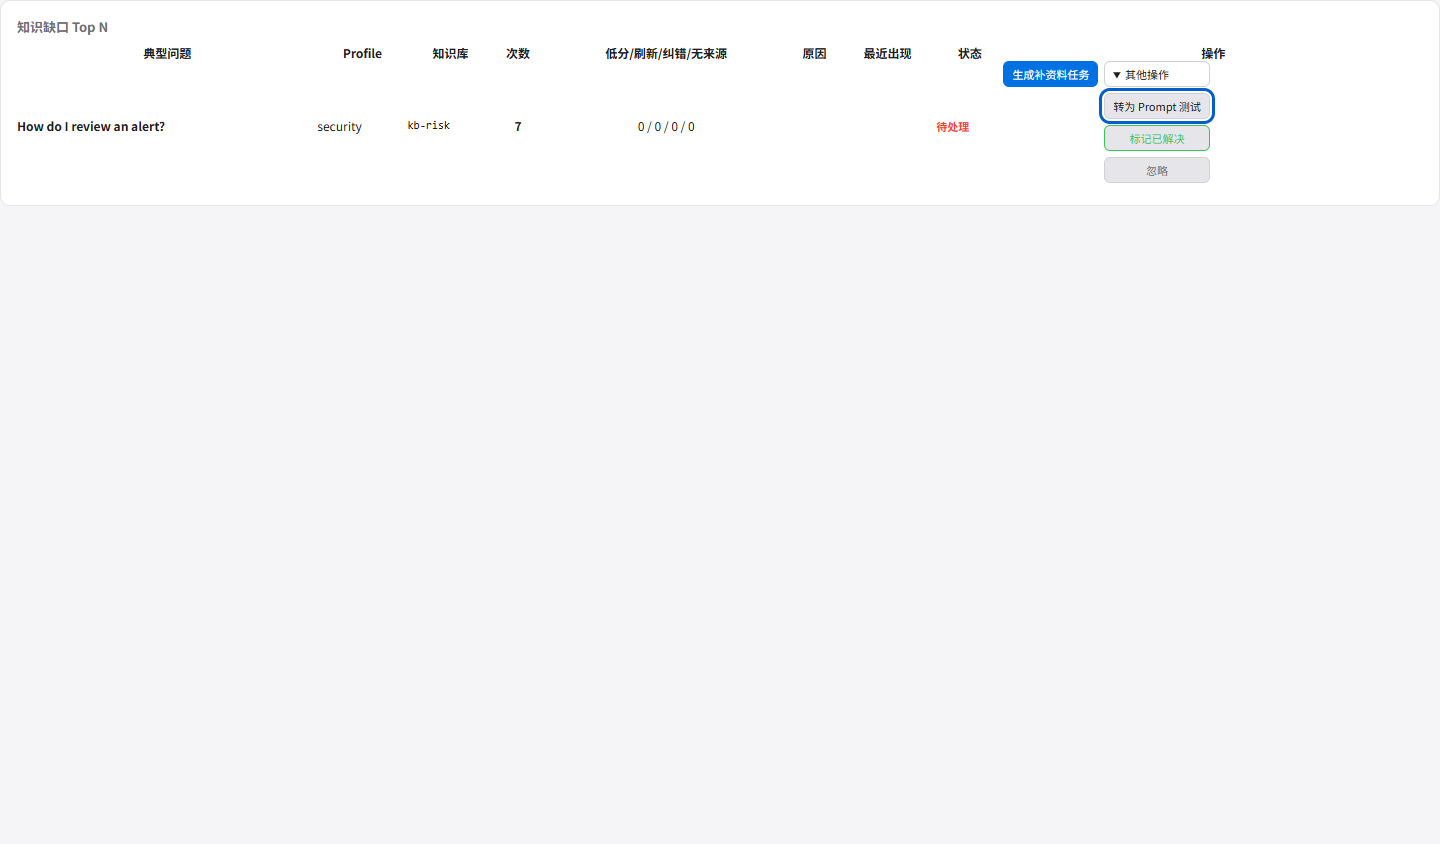 知识缺口 Top N
典型问题 Profile 知识库 次数 低分/刷新/纠错/无来源 原因 最近出现 状态 操作
生成补资料任务 ▼ 其他操作
转为 Prompt 测试
How do I review an alert? security kb-risk 7 0 / 0 / 0 / 0 待处理
标记已解决
忽略